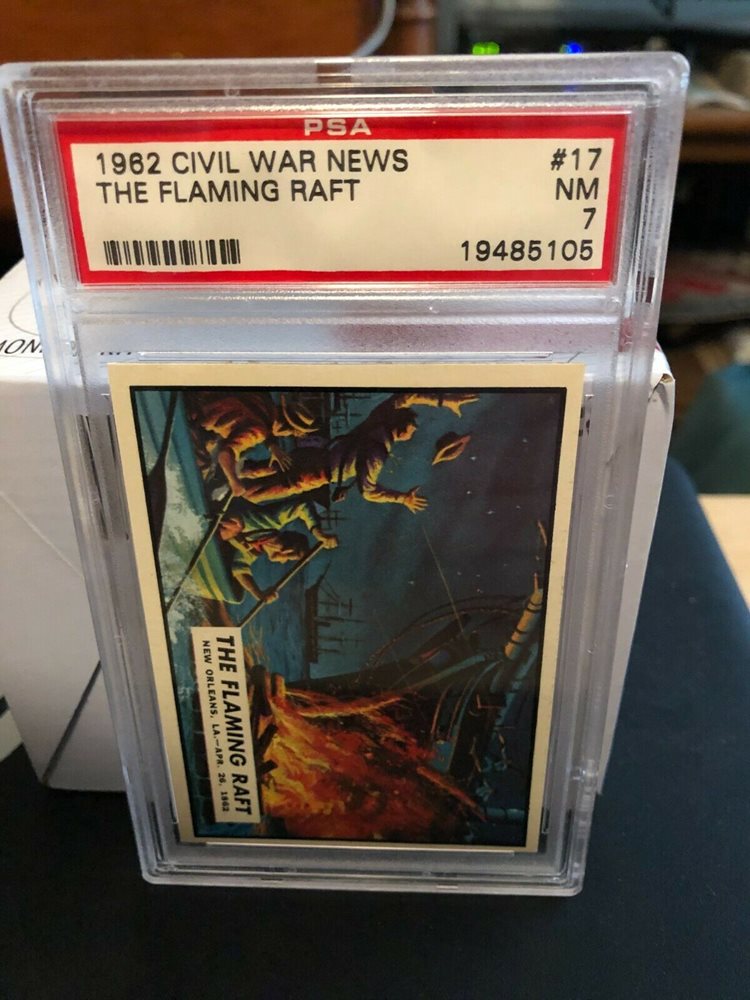 PSA
1962 CIVIL WAR NEWS #17
THE FLAMING RAFT NM
7
19485105
THE FLAMING RAFT
NEW ORLEANS, LA.—APR. 26, 1862